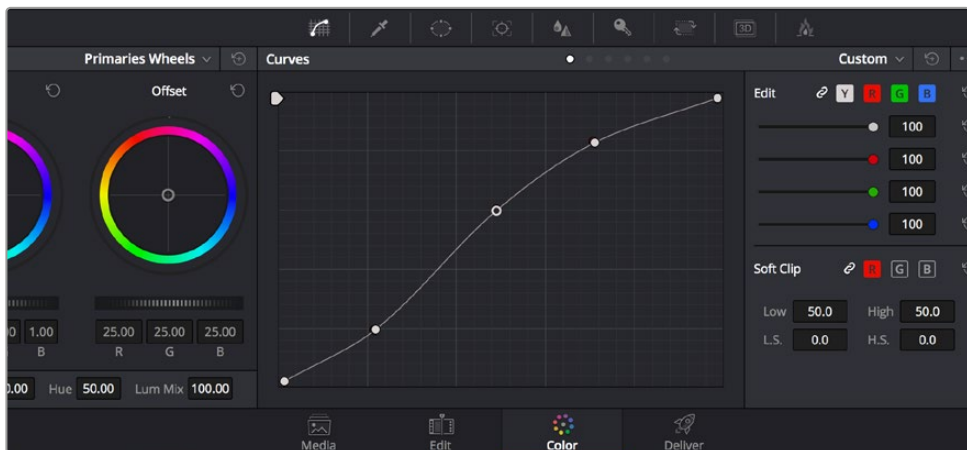 3D
Primaries Wheels
Curves
Custom
Offset
Edit
Y R G B
100
100
100
100
Soft Clip
R G B
Low 50.0 High 50.0
L.S. 0.0 H.S. 0.0
1.00 25.00 25.00 25.00
B R G B
Hue 50.00 Lum Mix 100.00
Media Edit Color Deliver